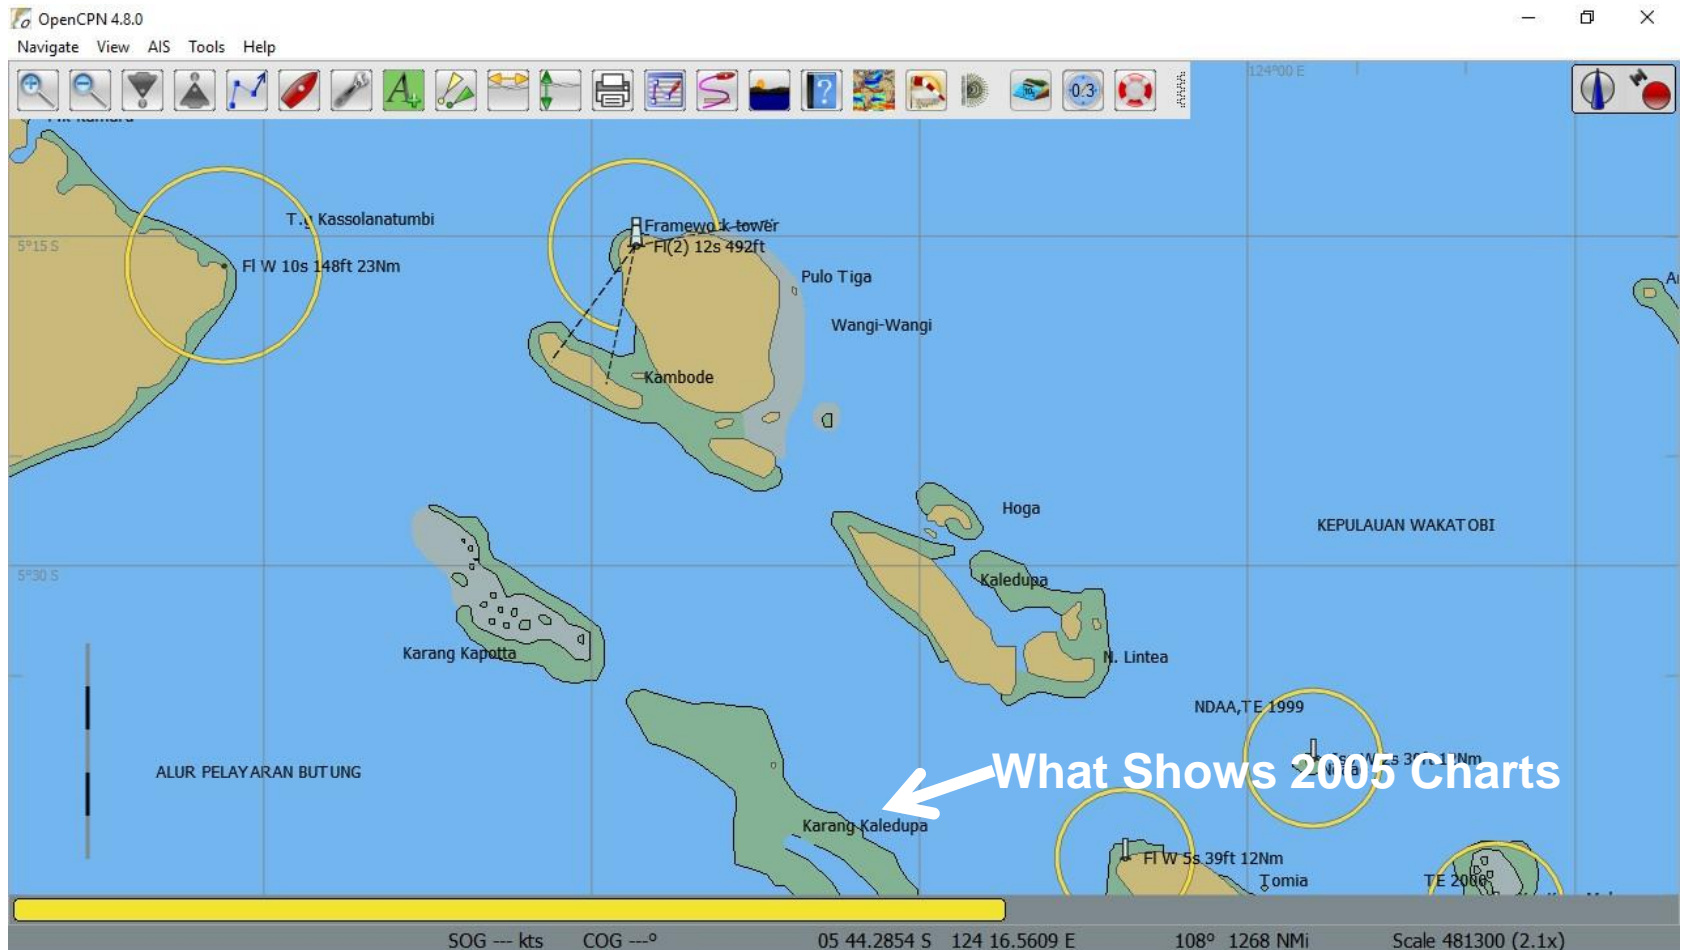 OpenCPN 4.8.0
Navigate View AIS Tools Help
124°00 E
T.g Kassolanatumbi
Framework tower
5°15 S
Fl(2) 12s 492ft
Fl W 10s 148ft 23Nm
Pulo Tiga
Wangi-Wangi
Kambode
Hoga
KEPULAUAN WAKATOBI
5°30 S
Kaledupa
Karang Kapotta
N. Lintea
NDAA,TE 1999
What Shows 2005 Charts
ALUR PELAYARAN BUTUNG
Karang Kaledupa
Fl W 5s 39ft 12Nm
Tomia
TE 2000
SOG --- kts COG ---° 05 44.2854 S 124 16.5609 E 108° 1268 NMi Scale 481300 (2.1x)